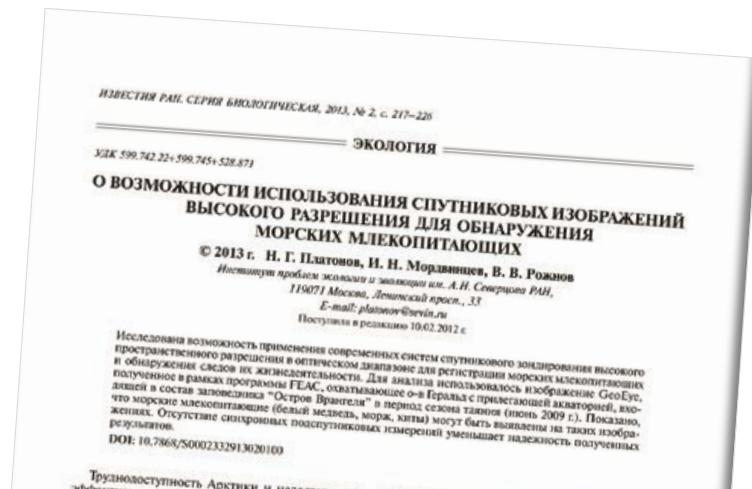 ИЗВЕСТИЯ РАН. СЕРИЯ БИОЛОГИЧЕСКАЯ, 2013, № 2, с. 217–226
ЭКОЛОГИЯ
УДК 599.742.22+599.745+528.871
О ВОЗМОЖНОСТИ ИСПОЛЬЗОВАНИЯ СПУТНИКОВЫХ ИЗОБРАЖЕНИЙ
ВЫСОКОГО РАЗРЕШЕНИЯ ДЛЯ ОБНАРУЖЕНИЯ
МОРСКИХ МЛЕКОПИТАЮЩИХ
© 2013 г. Н. Г. Платонов, И. Н. Мордвинцев, В. В. Рожнов
Институт проблем экологии и эволюции им. А.Н. Северцова РАН,
119071 Москва, Ленинский просп., 33
E-mail: platonov@sevin.ru
Поступила в редакцию 10.02.2012 г.
Исследована возможность применения современных систем спутникового зондирования высокого
пространственного разрешения в оптическом диапазоне для регистрации морских млекопитающих
и обнаружения следов их жизнедеятельности. Для анализа использовалось изображение GeoEye,
полученное в рамках программы FEAC, охватывающее о-в Геральд с прилегающей акваторией, вхо-
дящей в состав заповедника “Остров Врангеля” в период сезона таяния (июнь 2009 г.). Показано,
что морские млекопитающие (белый медведь, морж, киты) могут быть выявлены на таких изобра-
жениях. Отсутствие синхронных подспутниковых измерений уменьшает надежность полученных
результатов.
DOI: 10.7868/S0002332913020100
Труднодоступность Арктики и